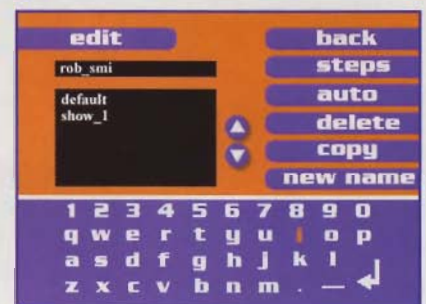 edit
back
rob_smi
steps
default
auto
show_1
delete
copy
new name
1 2 3 4 5 6 7 8 9 0
q w e r t y u i o p
a s d f g h j k l
z x c v b n m . _